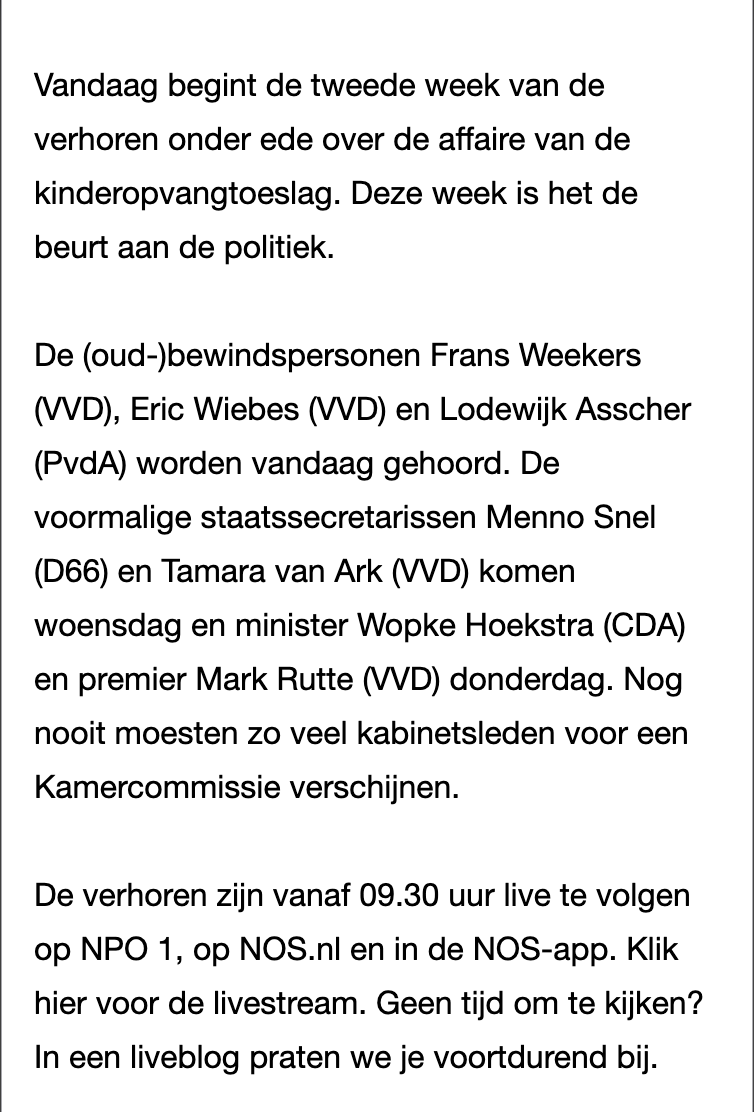 Vandaag begint de tweede week van de
verhoren onder ede over de affaire van de
kinderopvangtoeslag. Deze week is het de
beurt aan de politiek.
De (oud-)bewindspersonen Frans Weekers
(VVD), Eric Wiebes (VVD) en Lodewijk Asscher
(PvdA) worden vandaag gehoord. De
voormalige staatssecretarissen Menno Snel
(D66) en Tamara van Ark (VVD) komen
woensdag en minister Wopke Hoekstra (CDA)
en premier Mark Rutte (VVD) donderdag. Nog
nooit moesten zo veel kabinetsleden voor een
Kamercommissie verschijnen.
De verhoren zijn vanaf 09.30 uur live te volgen
op NPO 1, op NOS.nl en in de NOS-app. Klik
hier voor de livestream. Geen tijd om te kijken?
In een liveblog praten we je voortdurend bij.